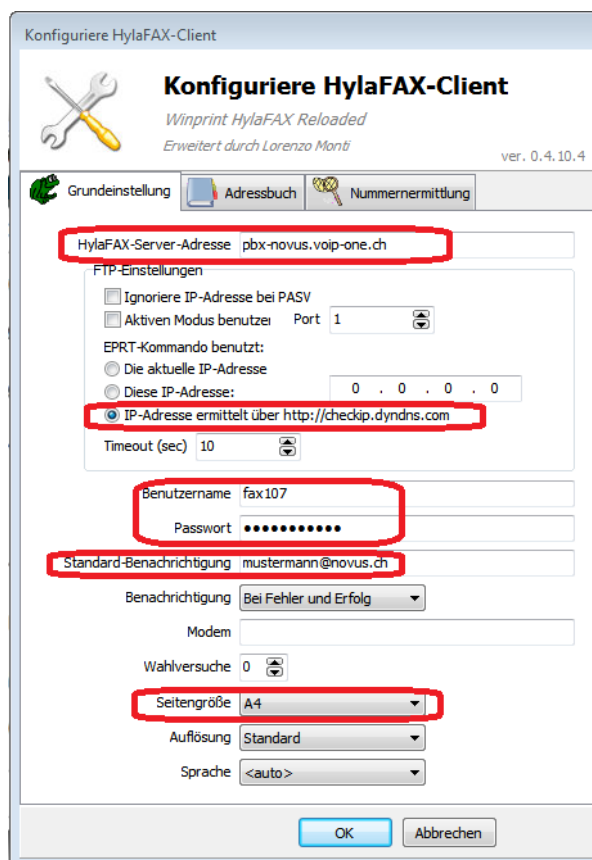 Konfiguriere HylaFAX-Client
Konfiguriere HylaFAX-Client
Winprint HylaFAX Reloaded
Erweitert durch Lorenzo Monti
ver. 0.4.10.4
Grundeinstellung Adressbuch Nummernermittlung
HylaFAX-Server-Adresse pbx-novus.voip-one.ch
FTP-Einstellungen
Ignoriere IP-Adresse bei PASV
Aktiven Modus benutzer Port 1
EPRT-Kommando benutzt:
Die aktuelle IP-Adresse
Diese IP-Adresse: 0 . 0 . 0 . 0
IP-Adresse ermittelt über http://checkip.dyndns.com
Timeout (sec) 10
Benutzername fax107
Passwort ●●●●●●●●●●●
Standard-Benachrichtigung mustermann@novus.ch
Benachrichtigung Bei Fehler und Erfolg
Modem
Wahlversuche 0
Seitengröße A4
Auflösung Standard
Sprache <auto>
OK Abbrechen